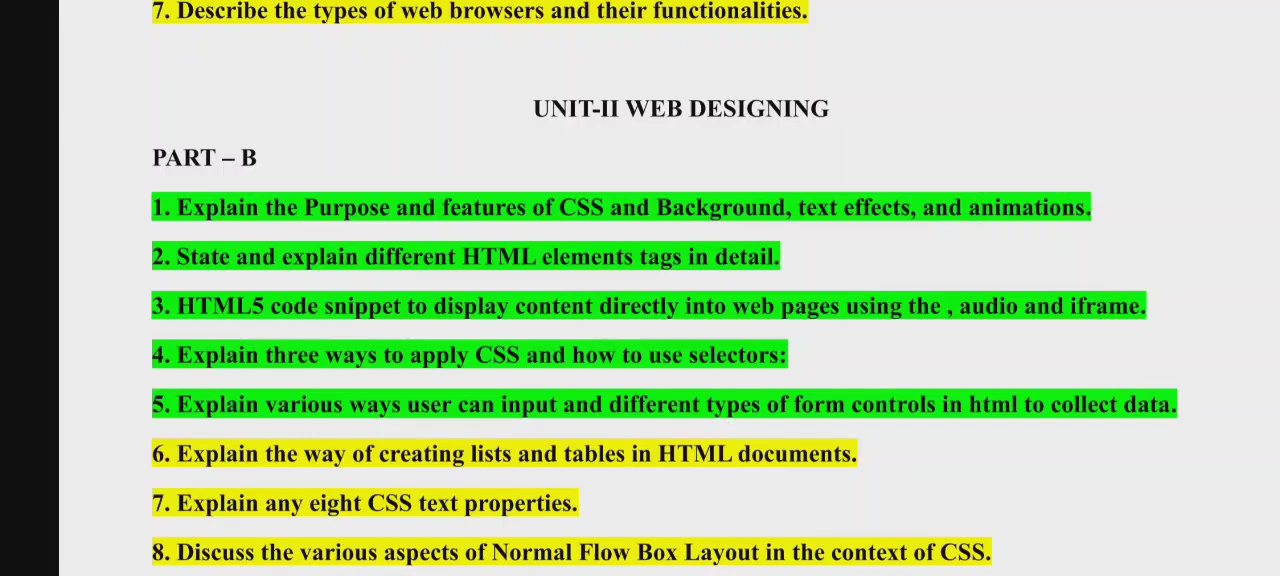 7. Describe the types of web browsers and their functionalities.
UNIT-II WEB DESIGNING
PART – B
1. Explain the Purpose and features of CSS and Background, text effects, and animations.
2. State and explain different HTML elements tags in detail.
3. HTML5 code snippet to display content directly into web pages using the , audio and iframe.
4. Explain three ways to apply CSS and how to use selectors:
5. Explain various ways user can input and different types of form controls in html to collect data.
6. Explain the way of creating lists and tables in HTML documents.
7. Explain any eight CSS text properties.
8. Discuss the various aspects of Normal Flow Box Layout in the context of CSS.